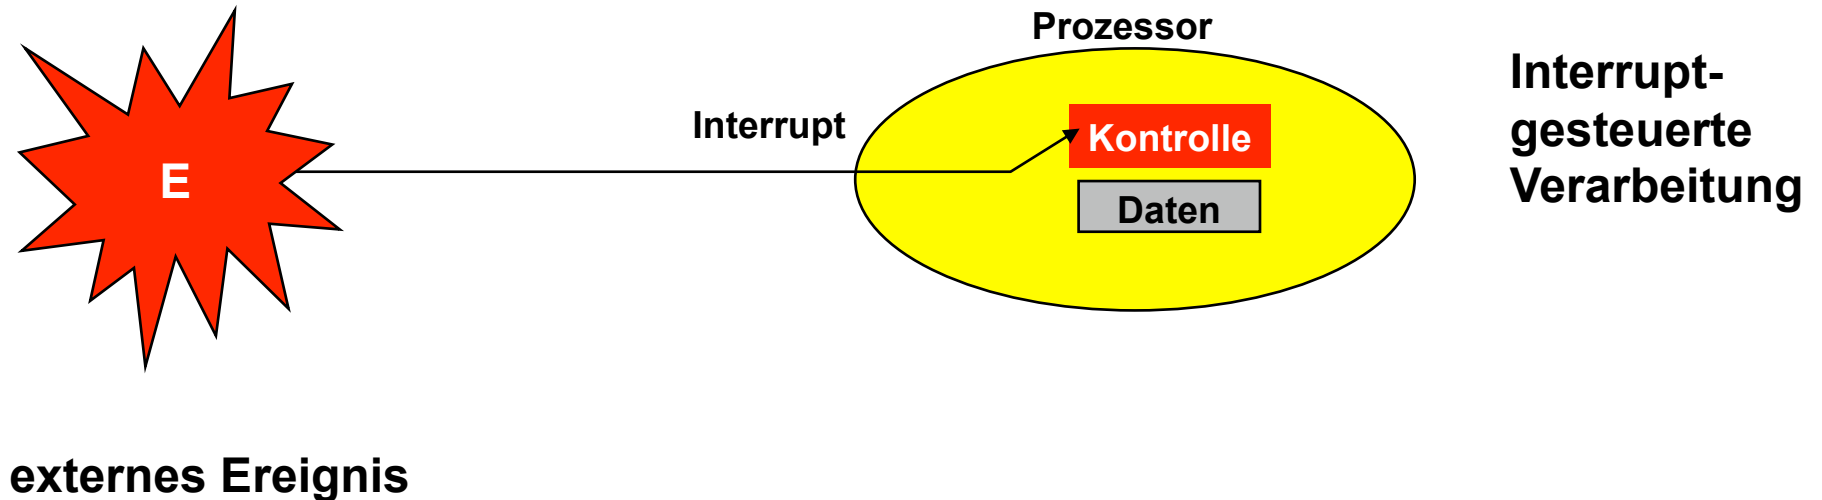 Prozessor
Interrupt-
gesteuerte
Verarbeitung
Interrupt
Kontrolle
E
Daten
externes Ereignis